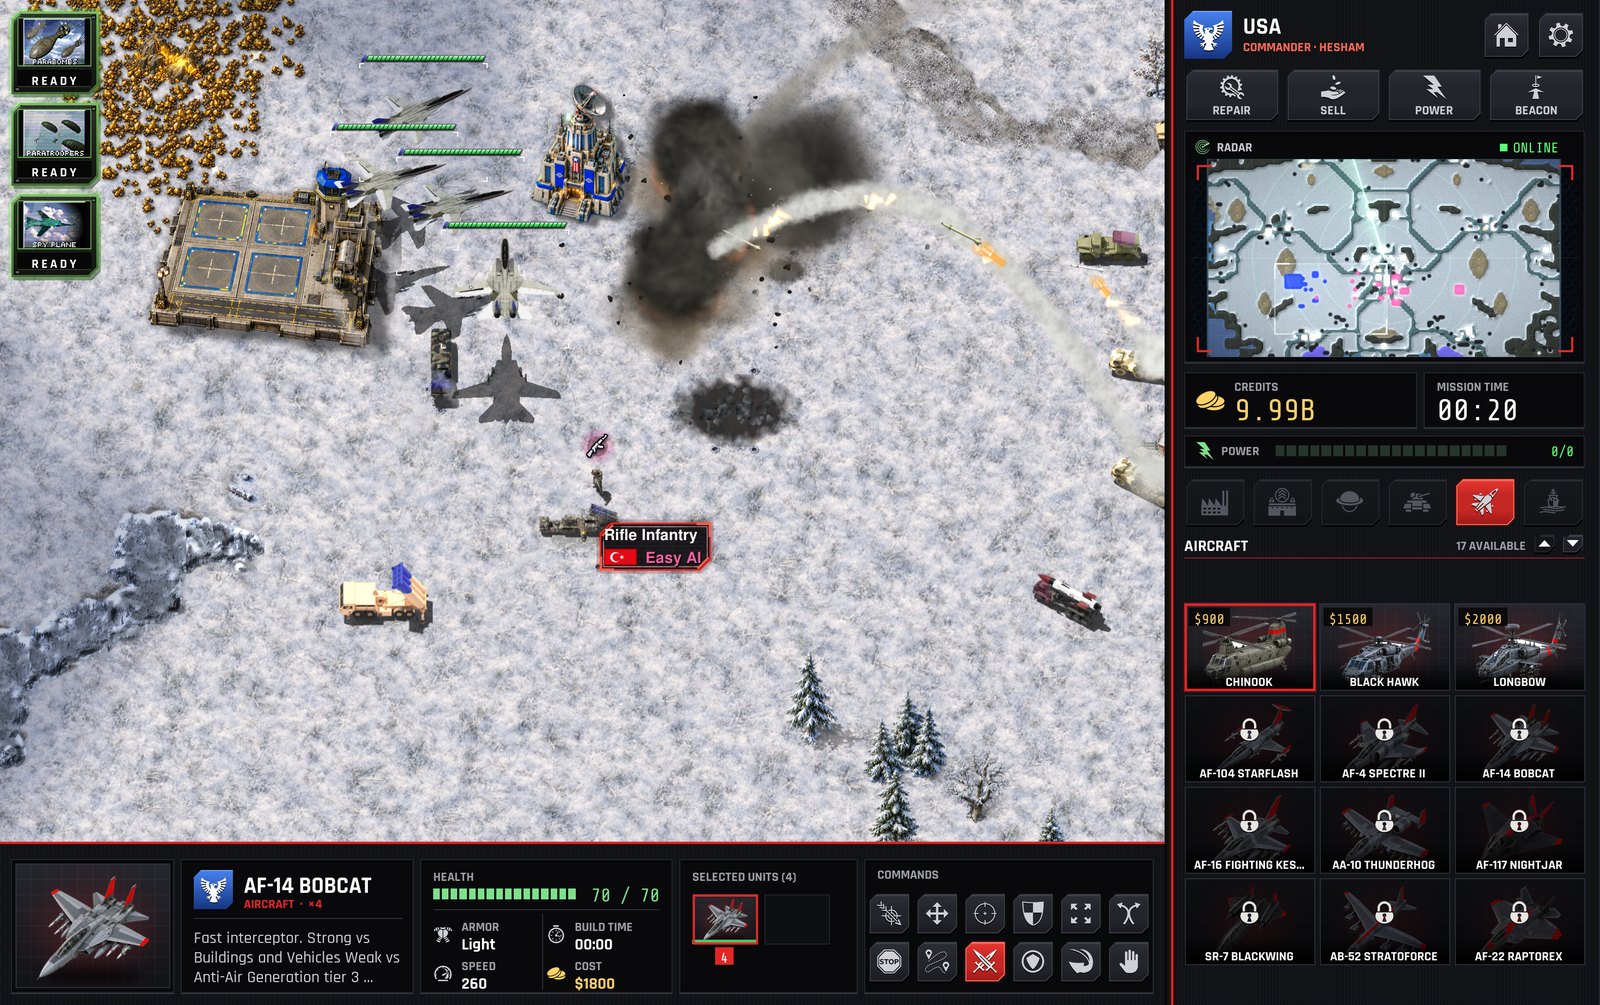 PARABOMBS
READY
PARATROOPERS
READY
SPY PLANE
READY
Rifle Infantry
Easy AI
USA
COMMANDER · HESHAM
REPAIR
SELL
POWER
BEACON
RADAR
ONLINE
CREDITS
9.99B
MISSION TIME
00:20
POWER
0/0
AIRCRAFT
17 AVAILABLE
$900
CHINOOK
$1500
BLACK HAWK
$2000
LONGBOW
AF-104 STARFLASH
AF-4 SPECTRE II
AF-14 BOBCAT
AF-16 FIGHTING KES...
AA-10 THUNDERHOG
AF-117 NIGHTJAR
SR-7 BLACKWING
AB-52 STRATOFORCE
AF-22 RAPTOREX
AF-14 BOBCAT
AIRCRAFT · ×4
Fast interceptor. Strong vs
Buildings and Vehicles Weak vs
Anti-Air Generation tier 3 ...
HEALTH
70 / 70
ARMOR
Light
BUILD TIME
00:00
SPEED
260
COST
$1800
SELECTED UNITS (4)
4
COMMANDS
STOP